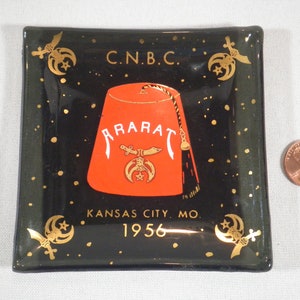 C.N.B.C.
ARARAT
KANSAS CITY, MO.
1956